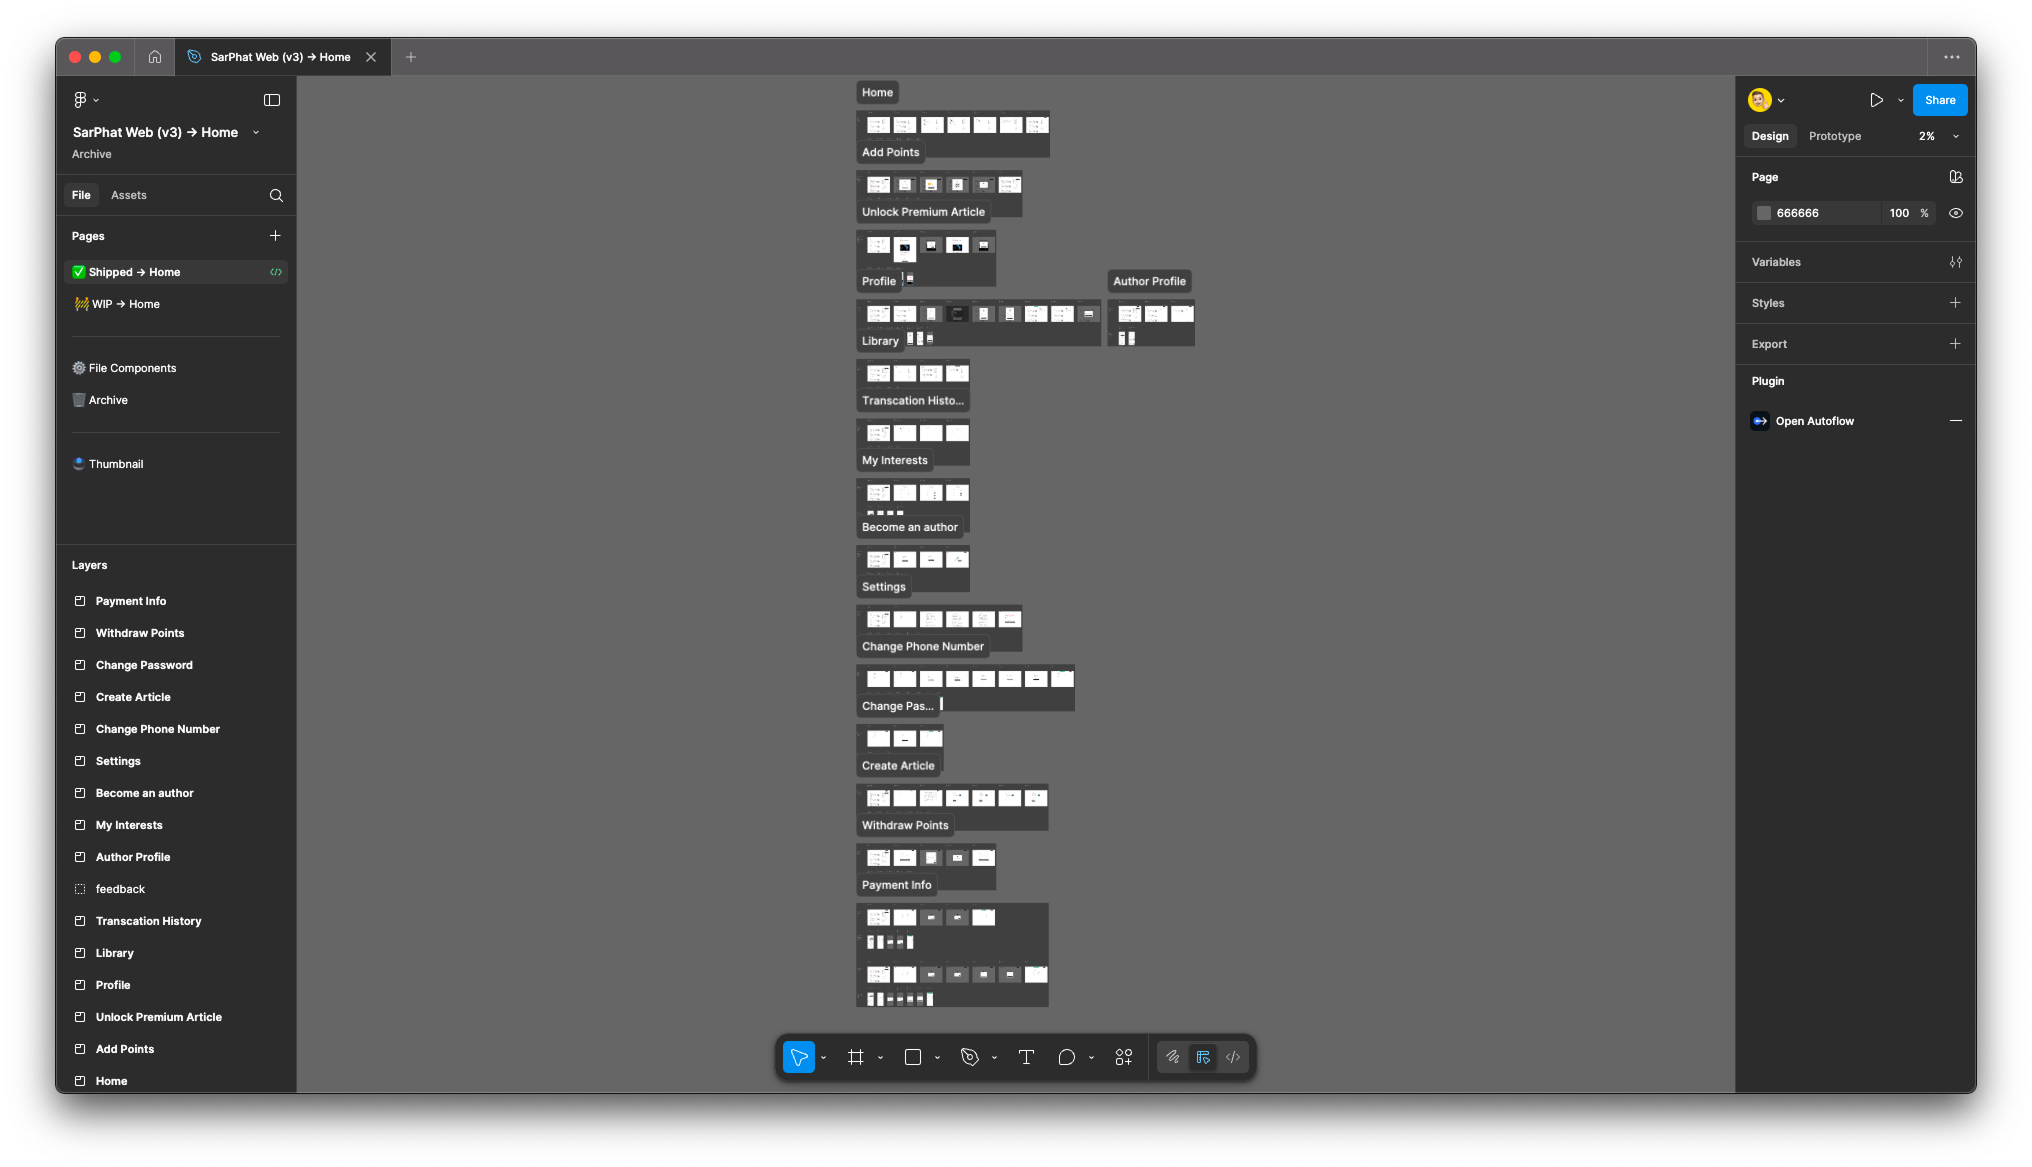 SarPhat Web (v3) → Home
SarPhat Web (v3) → Home
Archive
File
Assets
Pages
✅ Shipped → Home
🚧 WIP → Home
⚙️ File Components
🗑️ Archive
🔮 Thumbnail
Layers
Payment Info
Withdraw Points
Change Password
Create Article
Change Phone Number
Settings
Become an author
My Interests
Author Profile
feedback
Transcation History
Library
Profile
Unlock Premium Article
Add Points
Home
Home
Add Points
Unlock Premium Article
Profile
Author Profile
Library
Transcation Histo...
My Interests
Become an author
Settings
Change Phone Number
Change Pas...
Create Article
Withdraw Points
Payment Info
Share
Design
Prototype
2%
Page
666666
100 %
Variables
Styles
Export
Plugin
Open Autoflow